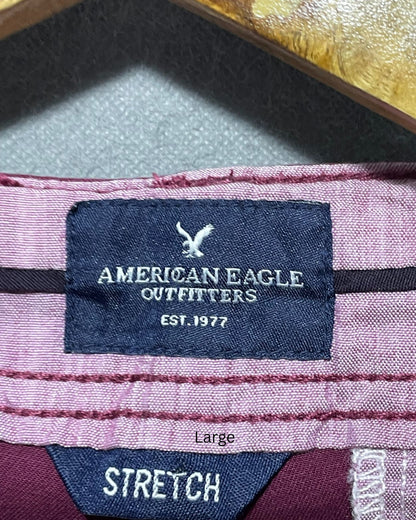 AMERICAN EAGLE
OUTFITTERS
EST. 1977
Large
STRETCH